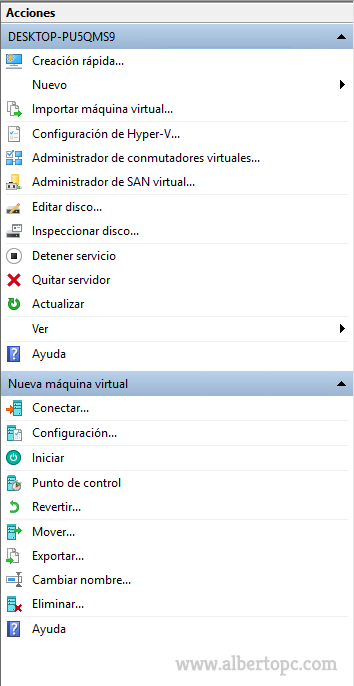 Acciones
DESKTOP-PU5QMS9
Creación rápida...
Nuevo
Importar máquina virtual...
Configuración de Hyper-V...
Administrador de conmutadores virtuales...
Administrador de SAN virtual...
Editar disco...
Inspeccionar disco...
Detener servicio
Quitar servidor
Actualizar
Ver
Ayuda
Nueva máquina virtual
Conectar...
Configuración...
Iniciar
Punto de control
Revertir...
Mover...
Exportar...
Cambiar nombre...
Eliminar...
Ayuda
www.albertopc.com